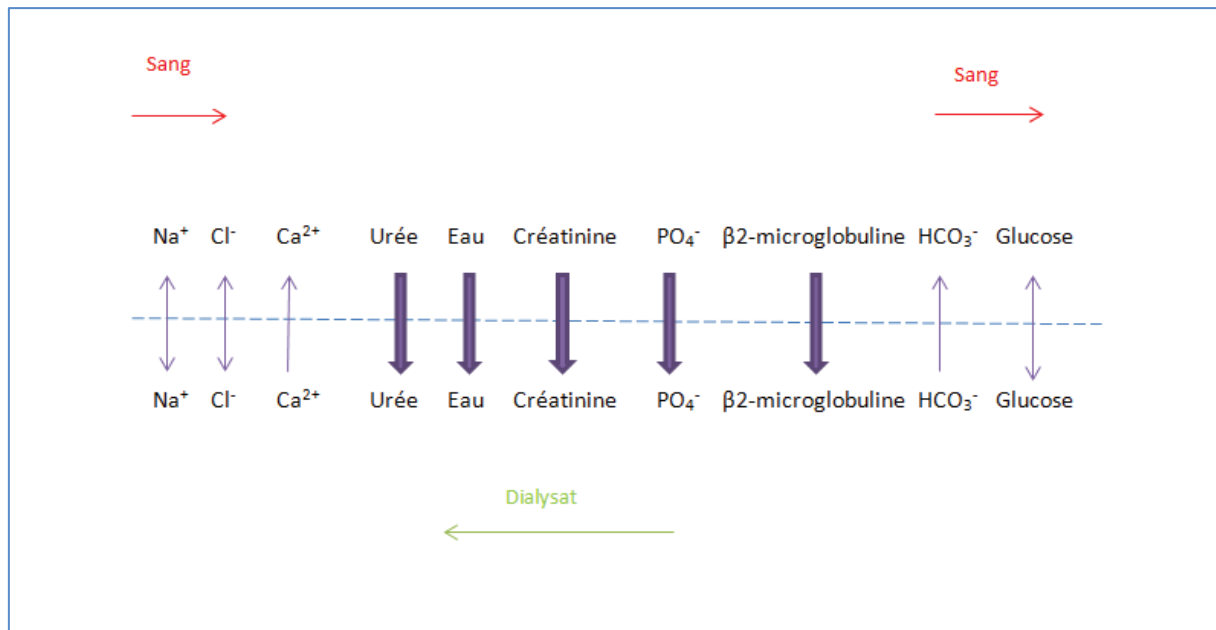 Sang
Sang
Na⁺ Cl⁻ Ca²⁺ Urée Eau Créatinine PO₄⁻ β2-microglobuline HCO₃⁻ Glucose
Na⁺ Cl⁻ Ca²⁺ Urée Eau Créatinine PO₄⁻ β2-microglobuline HCO₃⁻ Glucose
Dialysat